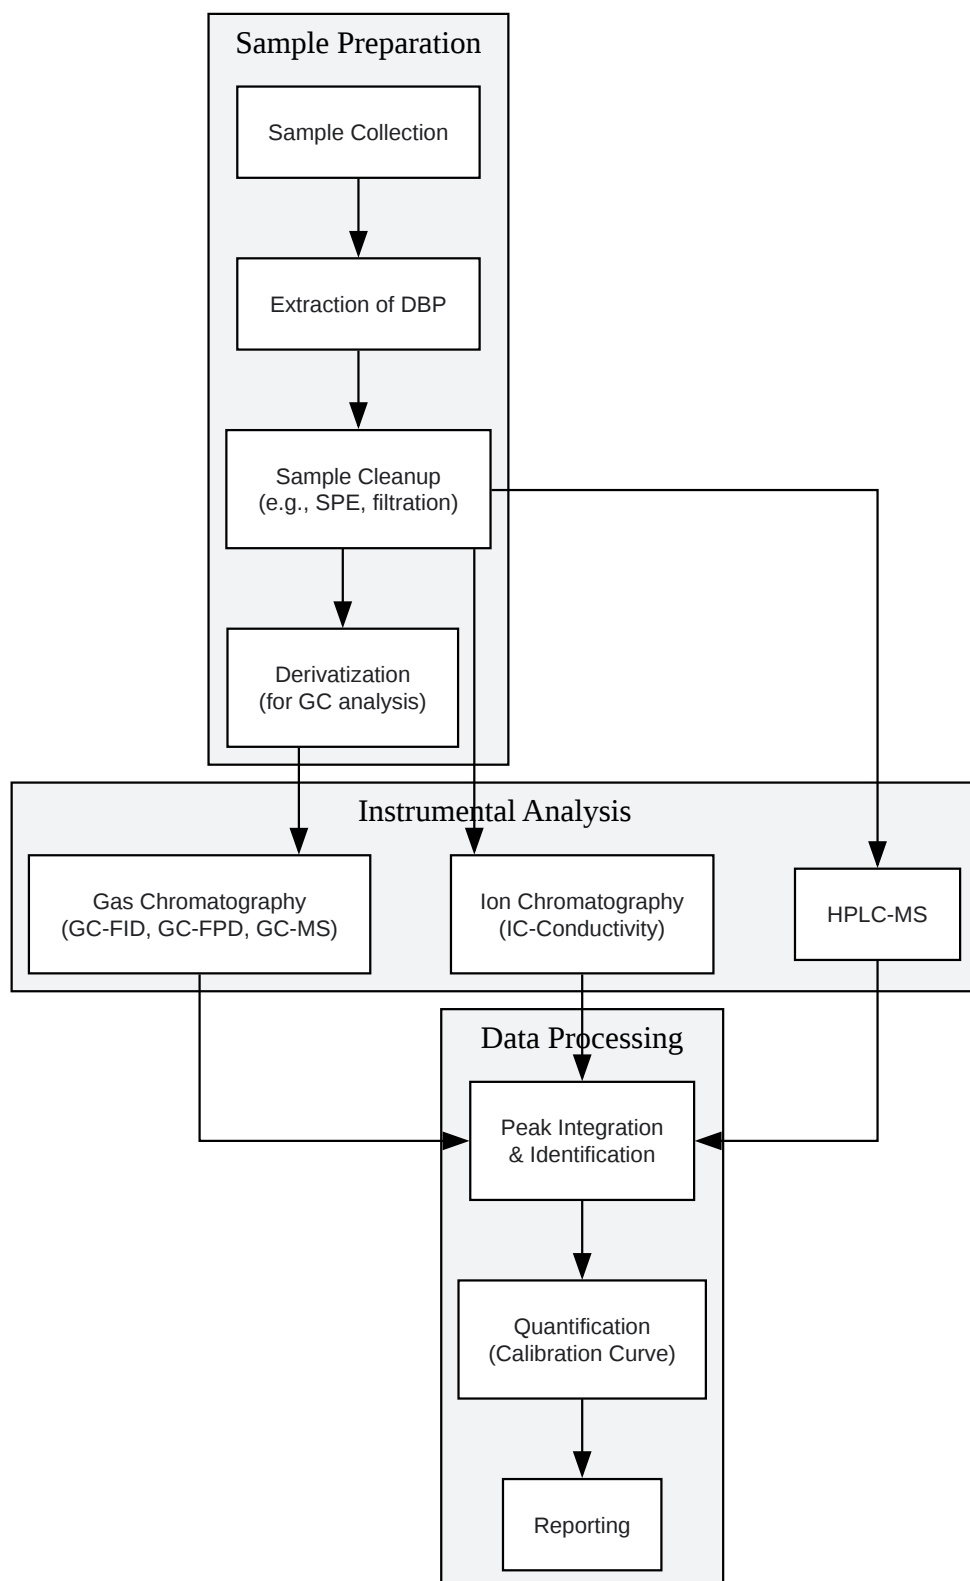 Sample Preparation
Sample Collection
Extraction of DBP
Sample Cleanup
(e.g., SPE, filtration)
Derivatization
(for GC analysis)
Instrumental Analysis
Gas Chromatography
(GC-FID, GC-FPD, GC-MS)
Ion Chromatography
(IC-Conductivity)
HPLC-MS
Data Processing
Peak Integration
& Identification
Quantification
(Calibration Curve)
Reporting